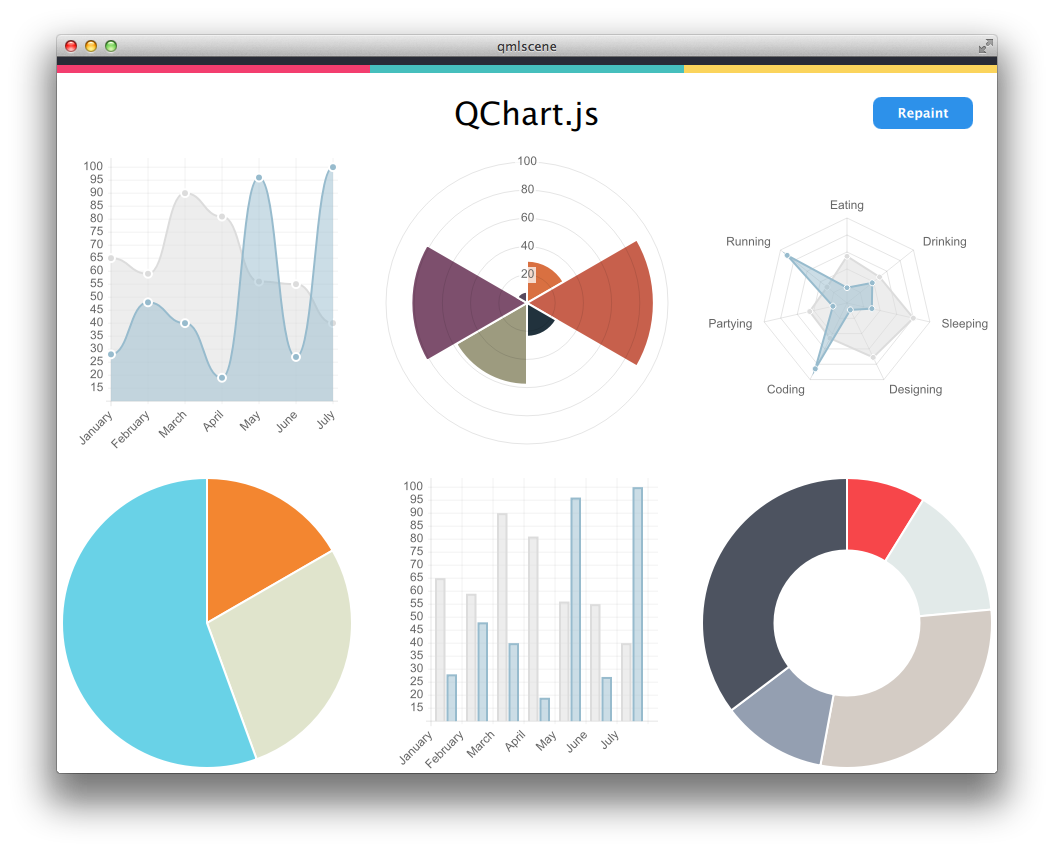 qmlscene
QChart.js
Repaint
100
95
90
85
80
75
70
65
60
55
50
45
40
35
30
25
20
15
January
February
March
April
May
June
July
100
80
60
40
20
Eating
Drinking
Sleeping
Designing
Coding
Partying
Running
100
95
90
85
80
75
70
65
60
55
50
45
40
35
30
25
20
15
January
February
March
April
May
June
July